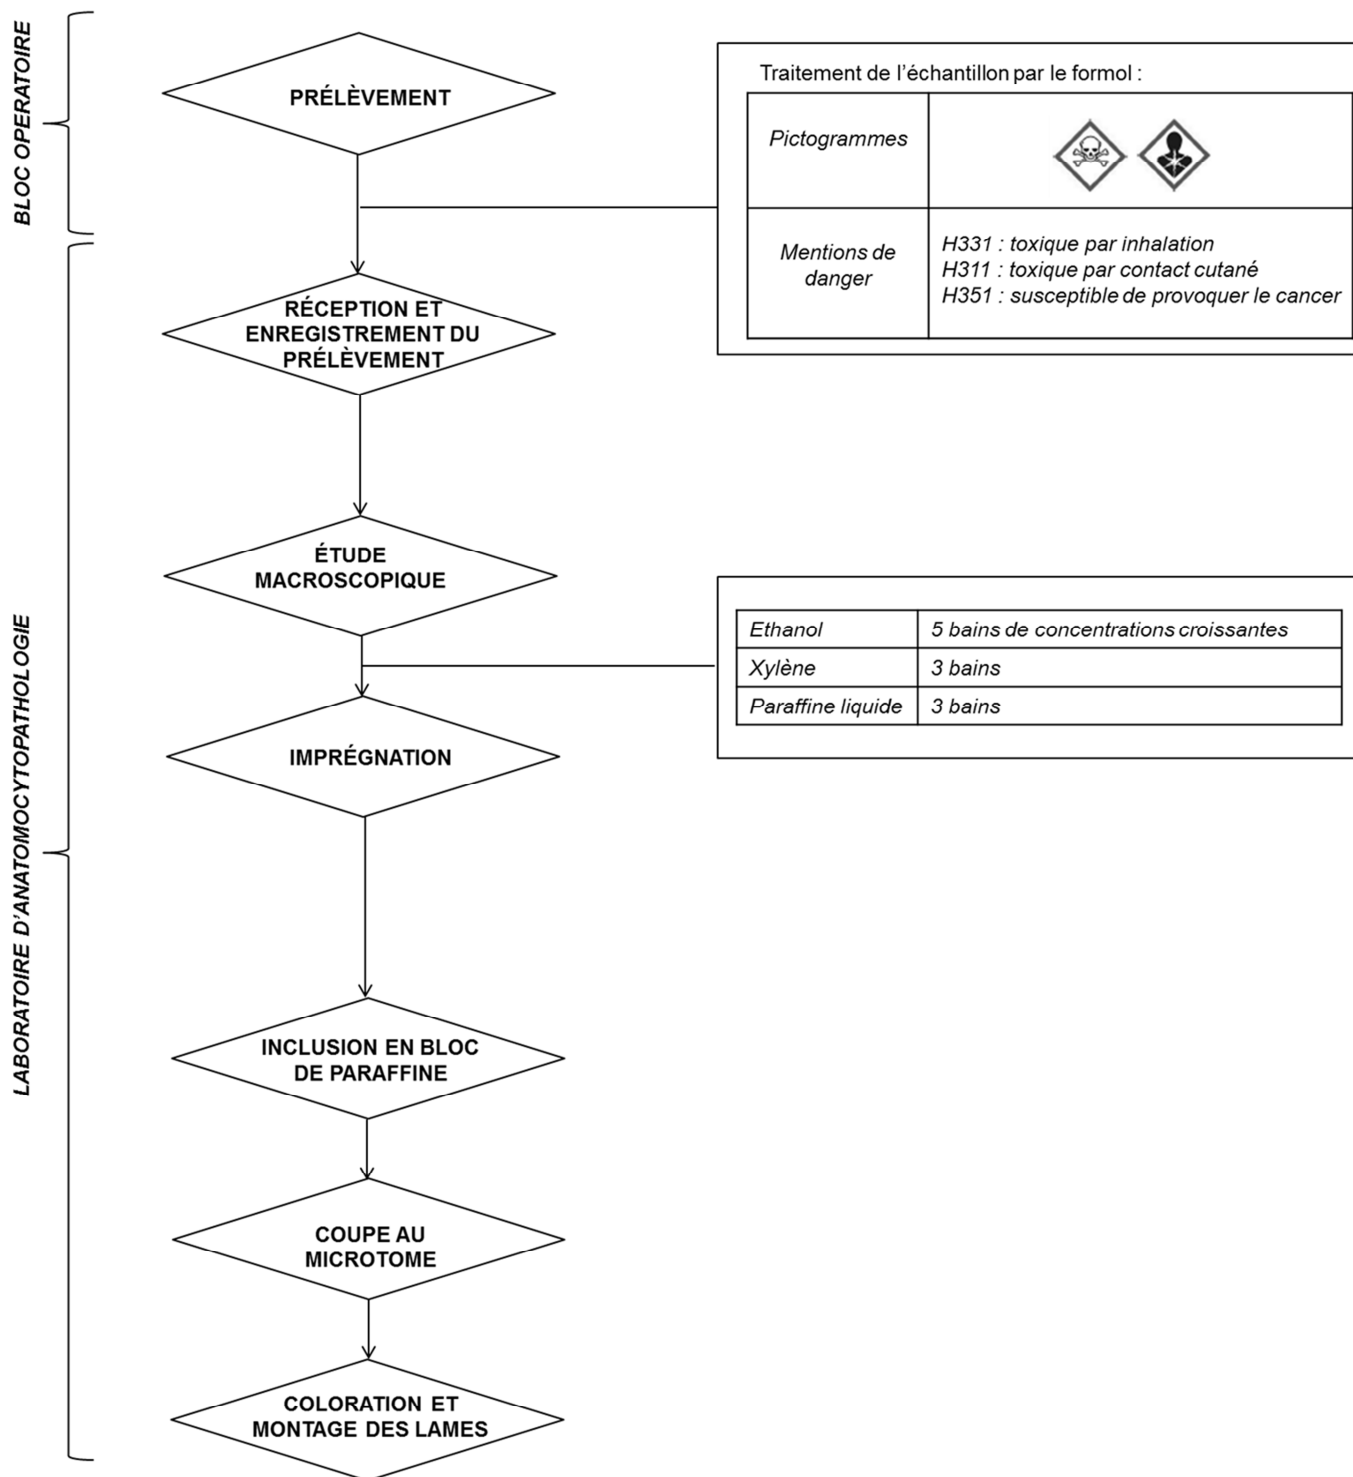 BLOC OPERATOIRE
PRÉLÈVEMENT
Traitement de l'échantillon par le formol :
Pictogrammes
Mentions de
danger
H331 : toxique par inhalation
H311 : toxique par contact cutané
H351 : susceptible de provoquer le cancer
LABORATOIRE D'ANATOMOCYTOPATHOLOGIE
RÉCEPTION ET
ENREGISTREMENT DU
PRÉLÈVEMENT
ÉTUDE
MACROSCOPIQUE
Ethanol 5 bains de concentrations croissantes
Xylène 3 bains
Paraffine liquide 3 bains
IMPRÉGNATION
INCLUSION EN BLOC
DE PARAFFINE
COUPE AU
MICROTOME
COLORATION ET
MONTAGE DES LAMES